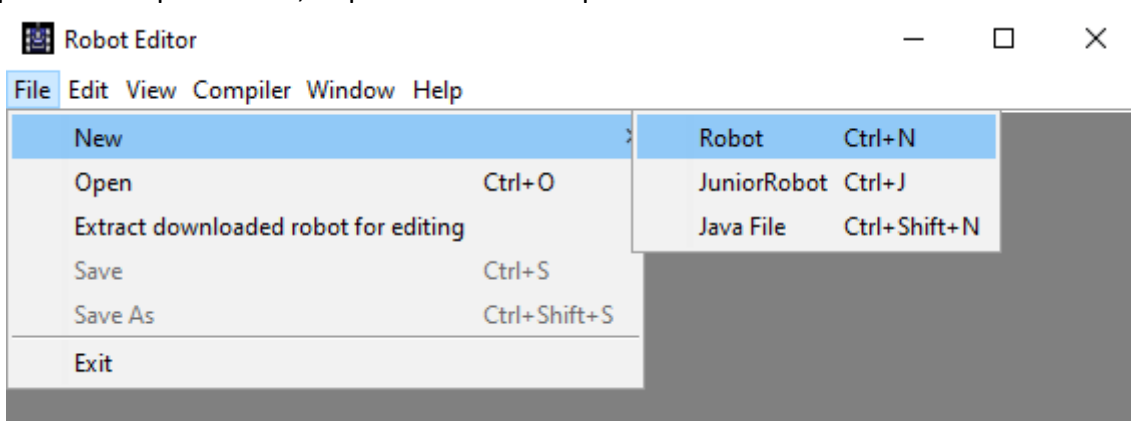 Robot Editor
File Edit View Compiler Window Help
New
Robot Ctrl+N
Open Ctrl+O
JuniorRobot Ctrl+J
Extract downloaded robot for editing
Java File Ctrl+Shift+N
Save Ctrl+S
Save As Ctrl+Shift+S
Exit